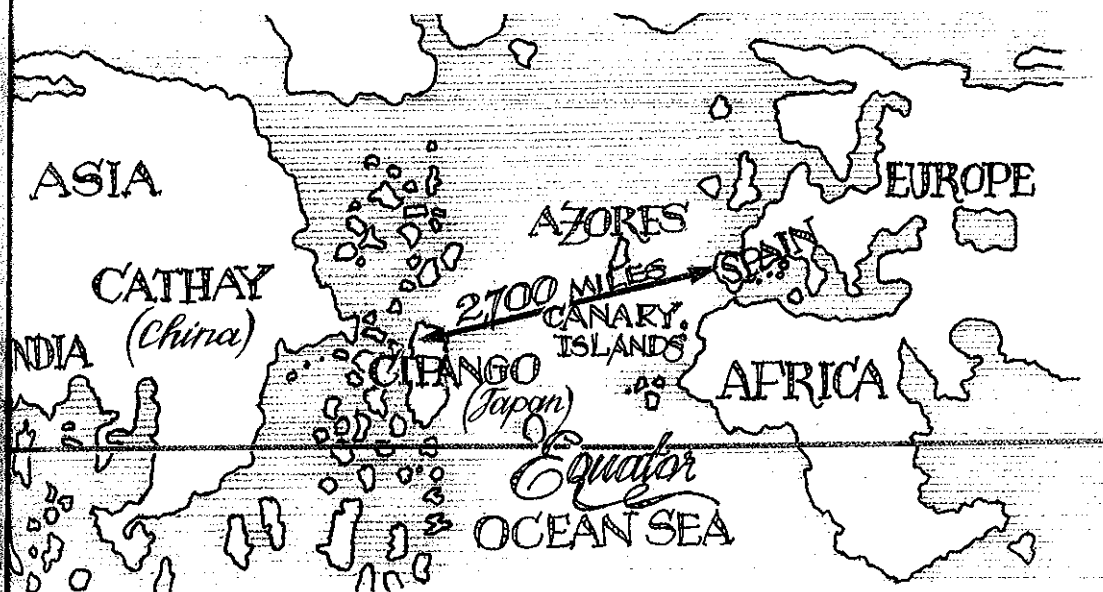 ASIA
EUROPE
AZORES
SPAIN
CATHAY
(China)
2700 MILES
CANARY
ISLANDS
NDIA
CIPANGO
(Japan)
AFRICA
Equator
OCEAN SEA